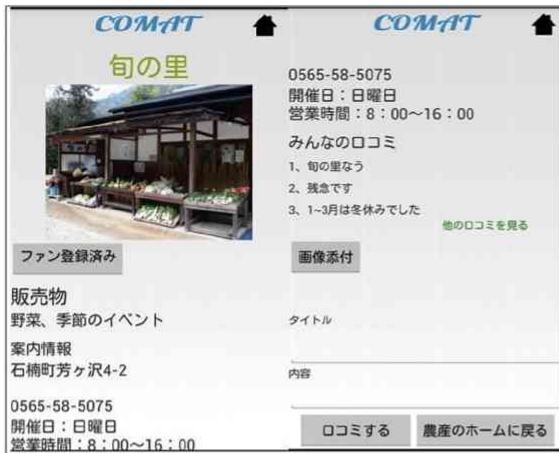 COMAT
旬の里
ファン登録済み
販売物
野菜、季節のイベント
案内情報
石楠町芳ヶ沢4-2
0565-58-5075
開催日：日曜日
営業時間：8：00～16：00
COMAT
0565-58-5075
開催日：日曜日
営業時間：8：00～16：00
みんなの口コミ
1、旬の里なう
2、残念です
3、1~3月は冬休みでした
他の口コミを見る
画像添付
タイトル
内容
口コミする
農産のホームに戻る